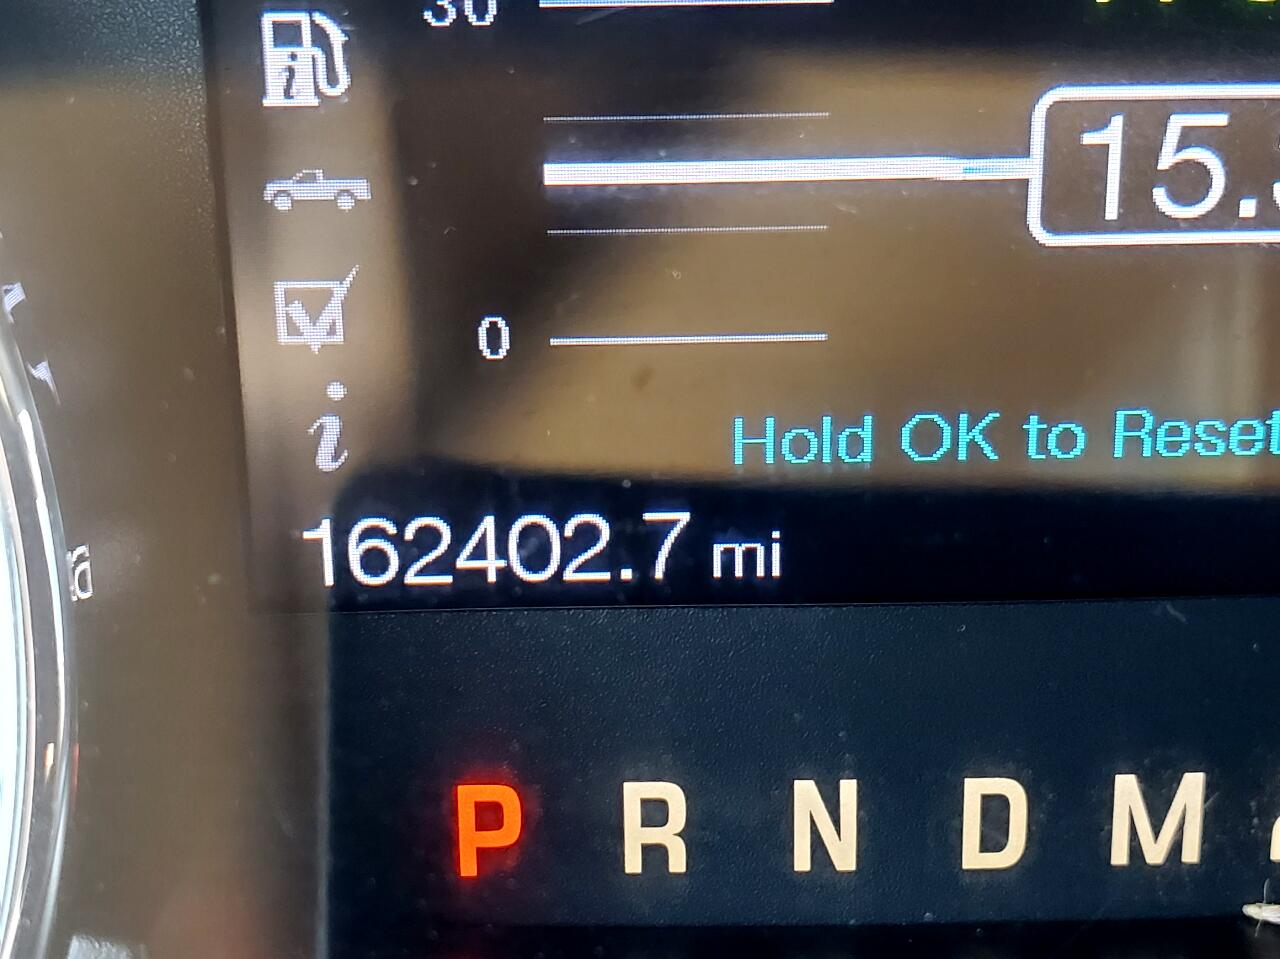 30
15.
0
Hold OK to Reset
162402.7 mi
P R N D M